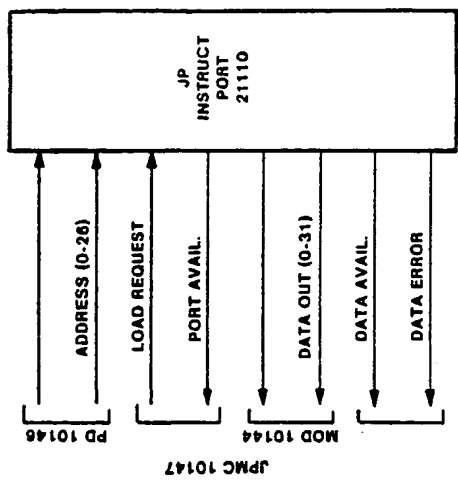 JP
INSTRUCT
PORT
21110
ADDRESS (0-26)
LOAD REQUEST
PORT AVAIL.
DATA OUT (0-31)
DATA AVAIL.
DATA ERROR
PD 10146
MOD 10144
JPMC 10147